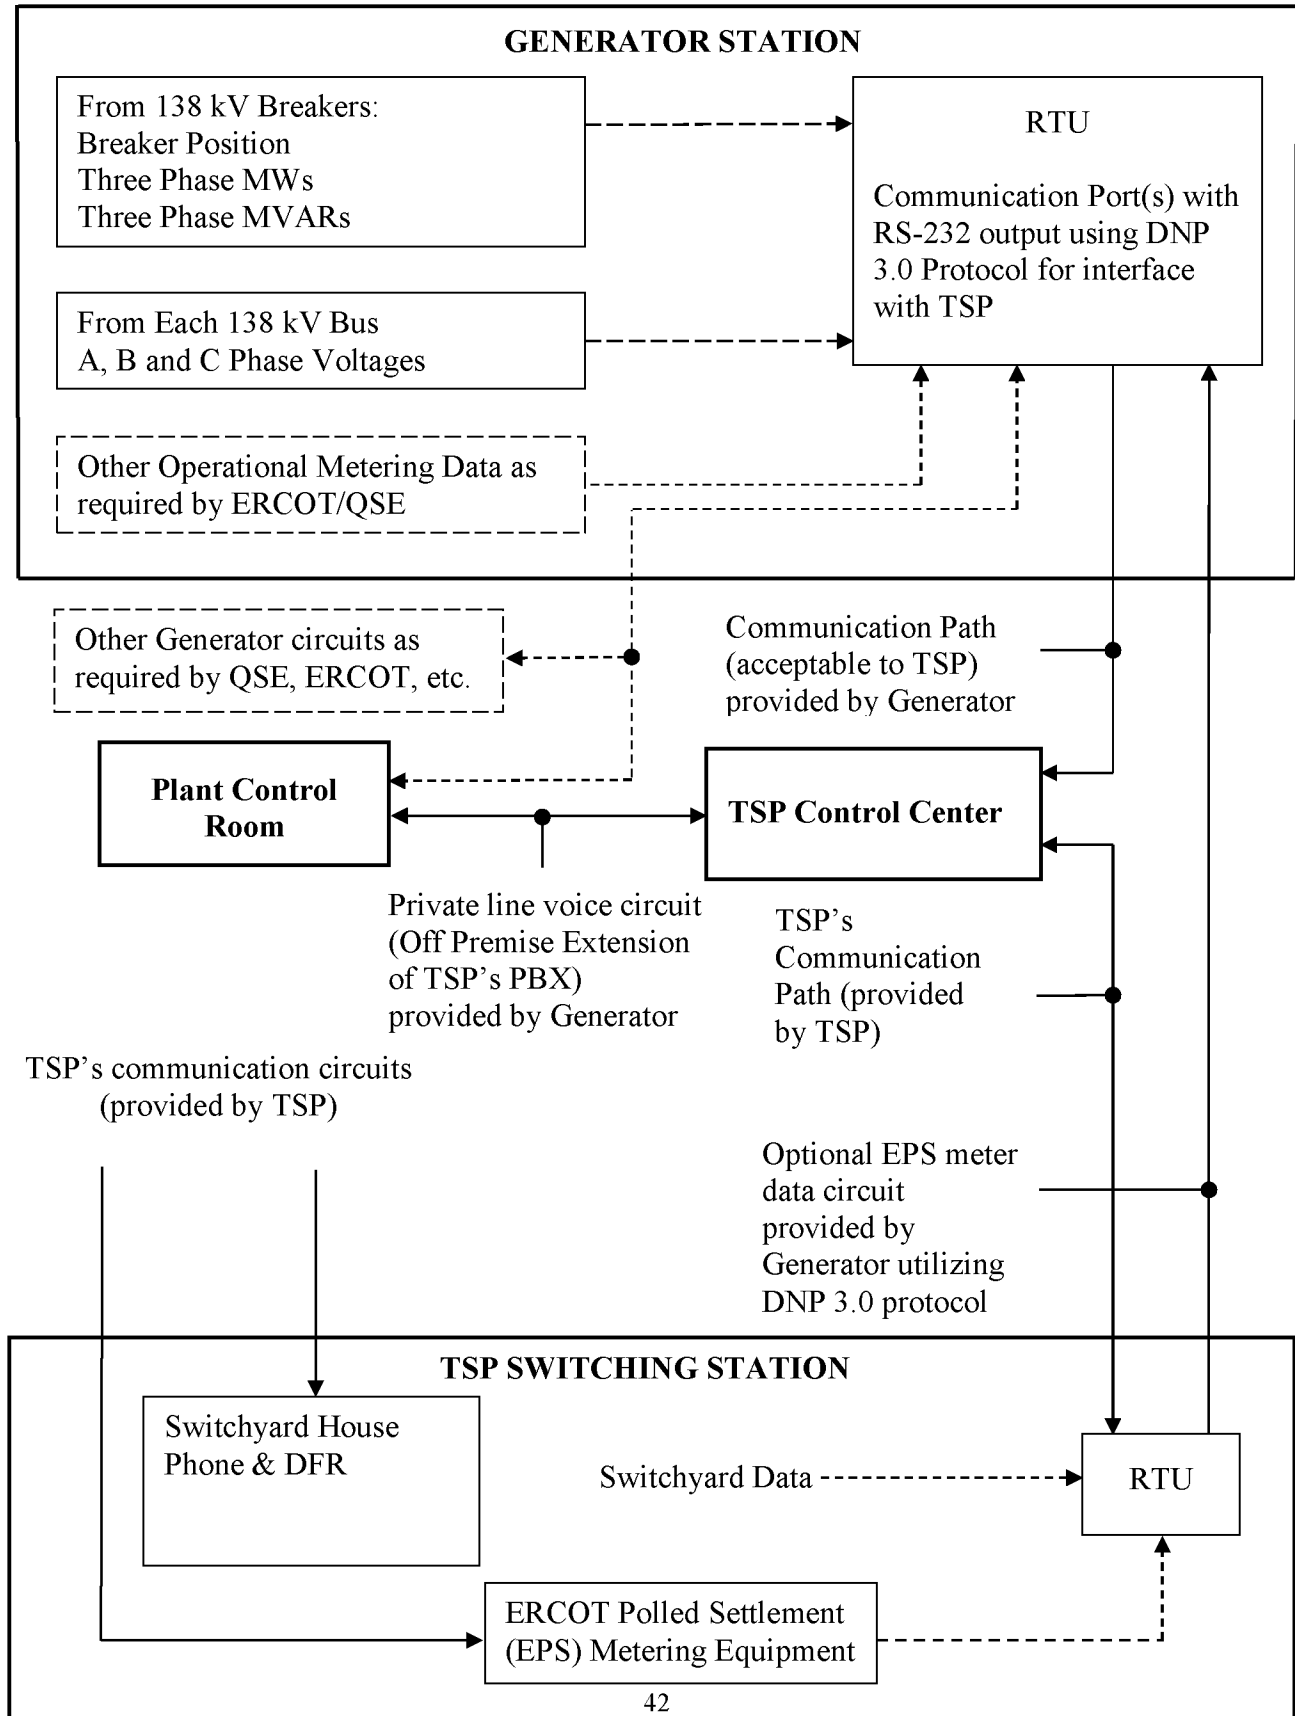 GENERATOR STATION
From 138 kV Breakers:
Breaker Position
Three Phase MWs
Three Phase MVARs
RTU
Communication Port(s) with
RS-232 output using DNP
3.0 Protocol for interface
with TSP
From Each 138 kV Bus
A, B and C Phase Voltages
Other Operational Metering Data as
required by ERCOT/QSE
Other Generator circuits as
required by QSE, ERCOT, etc.
Communication Path
(acceptable to TSP)
provided by Generator
Plant Control
Room
TSP Control Center
Private line voice circuit
(Off Premise Extension
of TSP's PBX)
provided by Generator
TSP's
Communication
Path (provided
by TSP)
TSP's communication circuits
(provided by TSP)
Optional EPS meter
data circuit
provided by
Generator utilizing
DNP 3.0 protocol
TSP SWITCHING STATION
Switchyard House
Phone & DFR
Switchyard Data
RTU
ERCOT Polled Settlement
(EPS) Metering Equipment
42